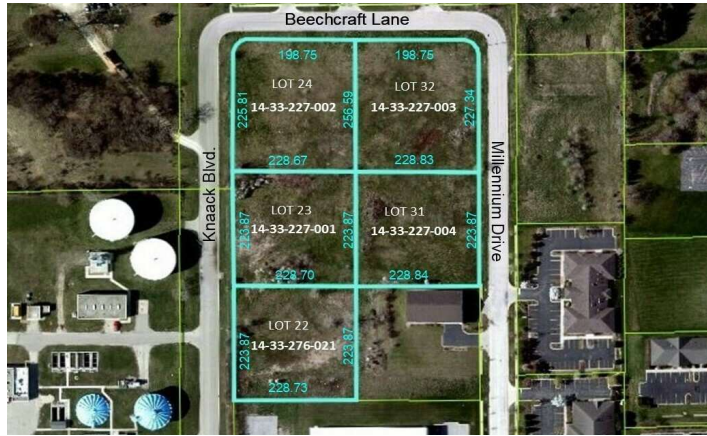 Beechcraft Lane
198.75
198.75
LOT 24
LOT 32
225.81
14-33-227-002
256.59
14-33-227-003
227.34
228.67
228.83
Knaack Blvd.
Millennium Drive
LOT 23
LOT 31
223.87
14-33-227-001
223.87
14-33-227-004
223.87
228.70
228.84
LOT 22
223.87
14-33-276-021
223.87
228.73